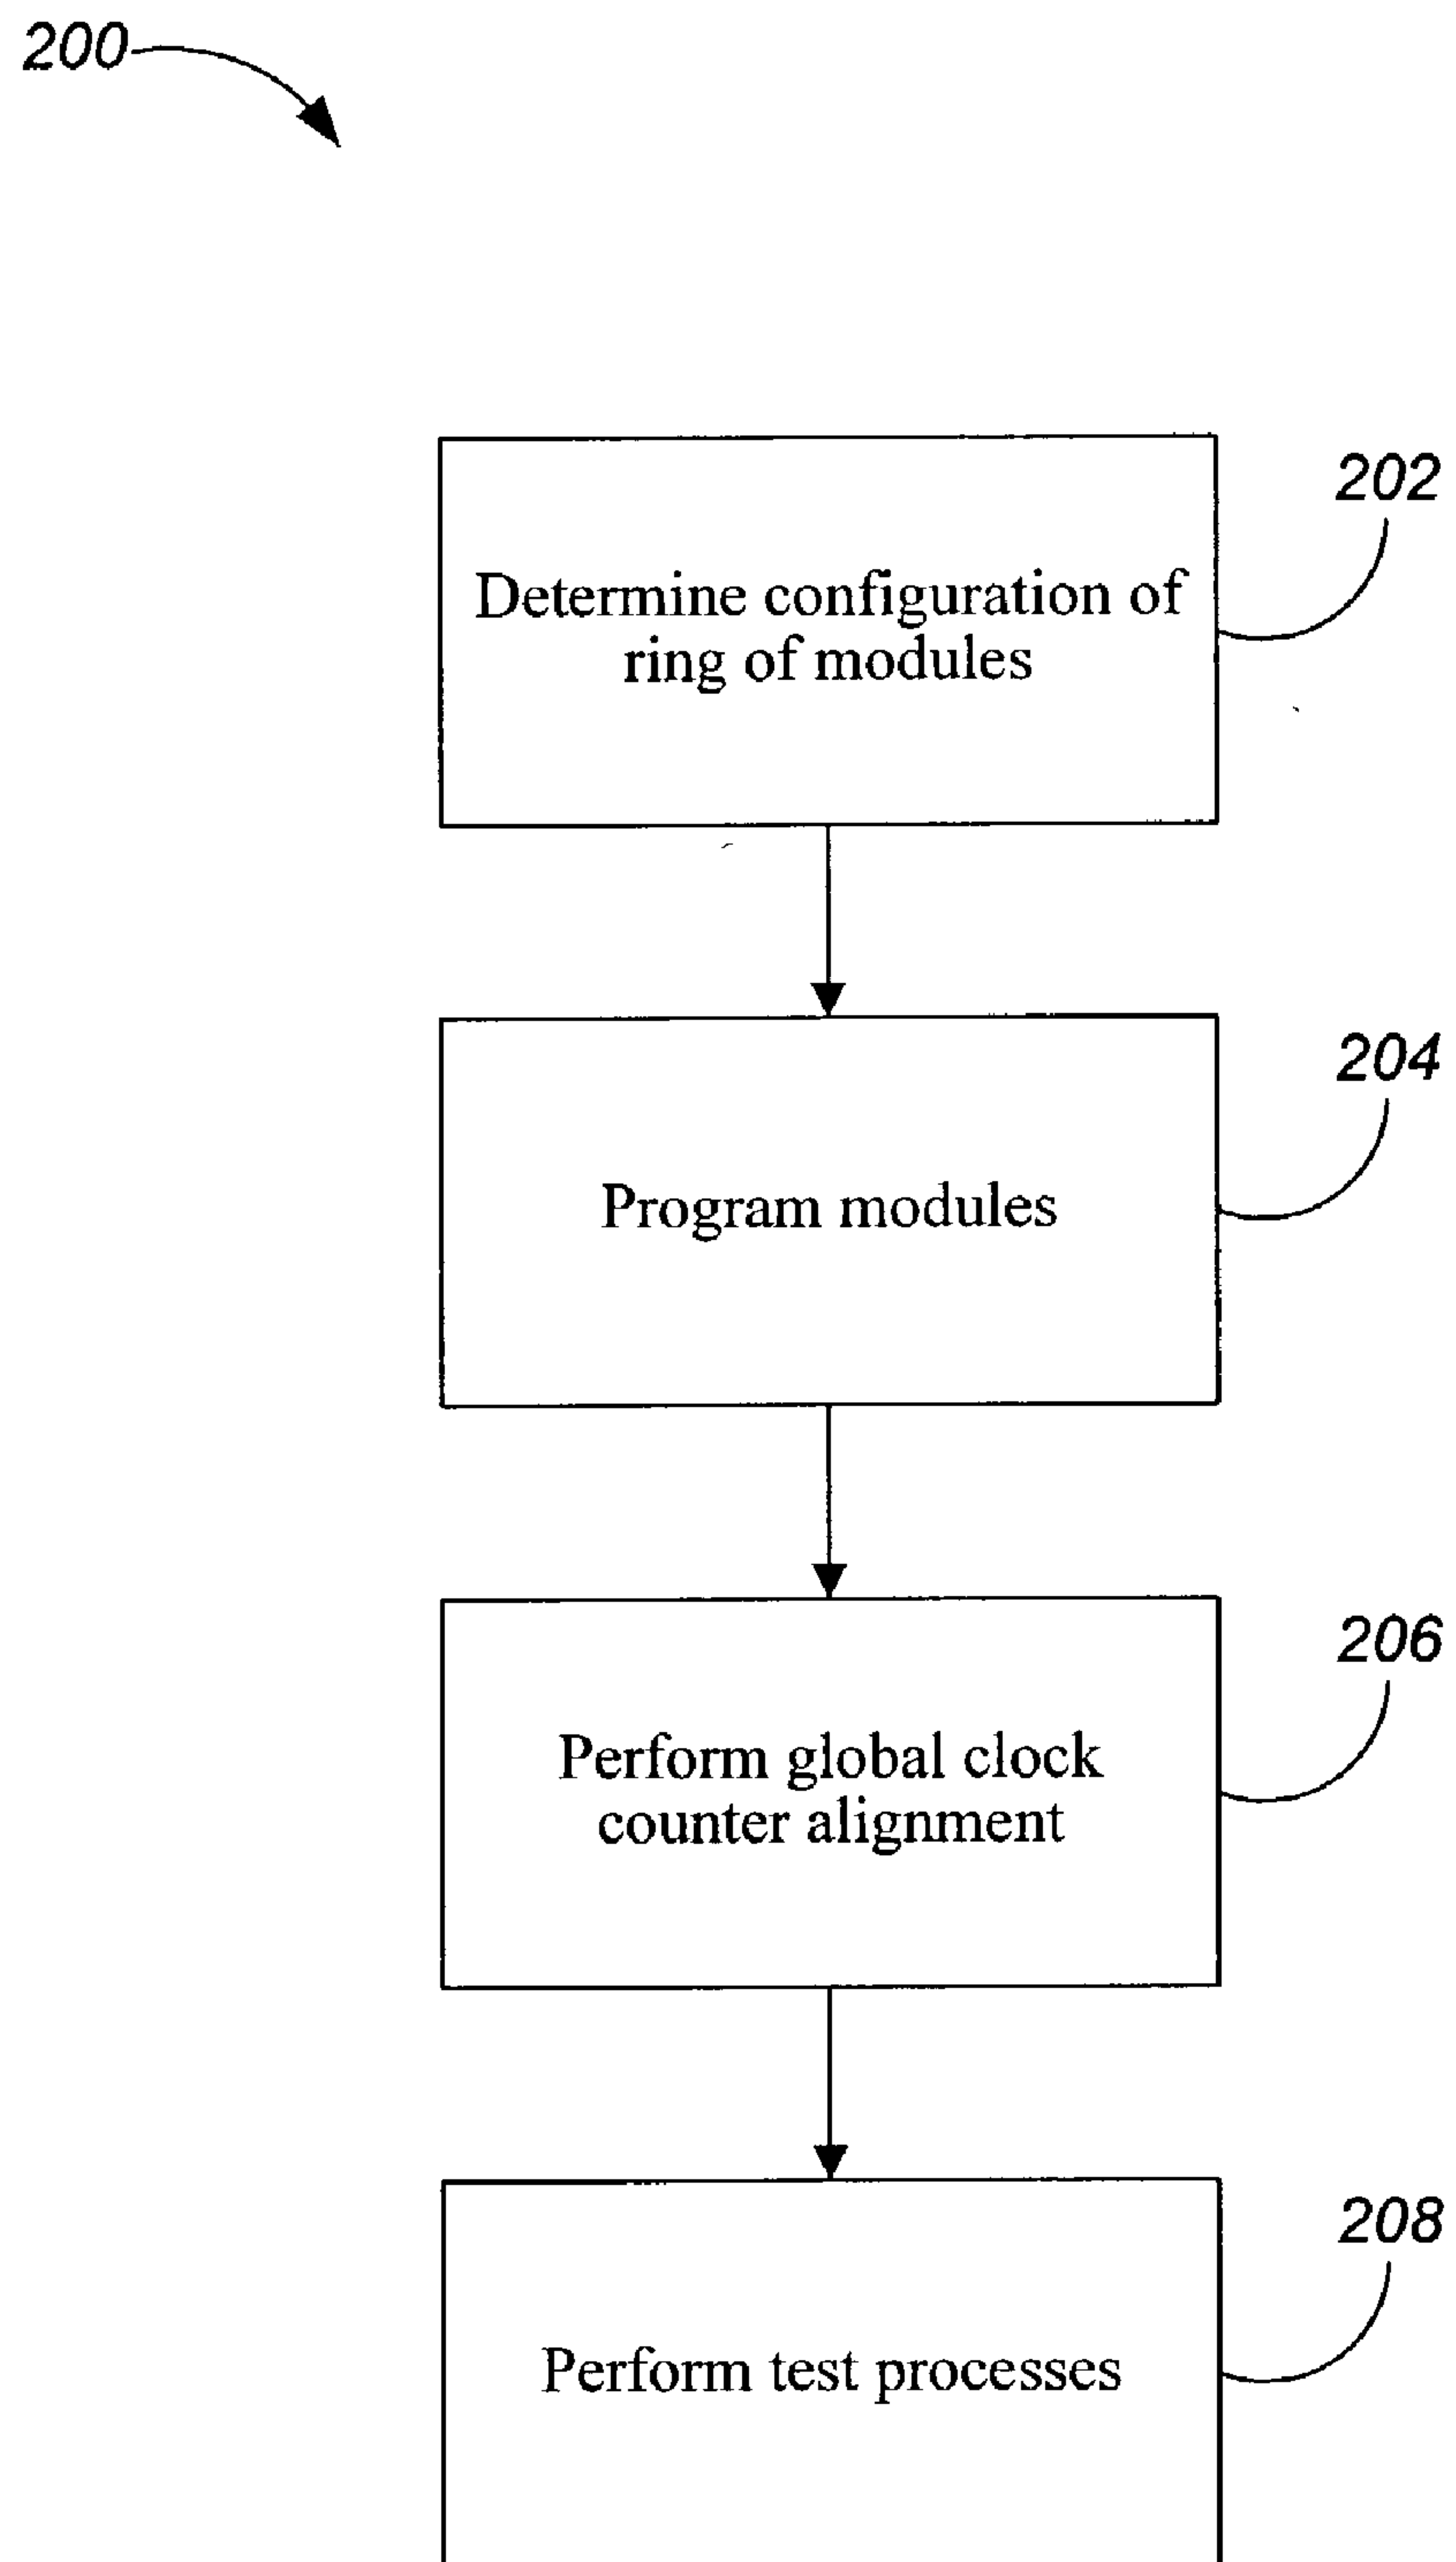 200
202
Determine configuration of
ring of modules
204
Program modules
206
Perform global clock
counter alignment
208
Perform test processes